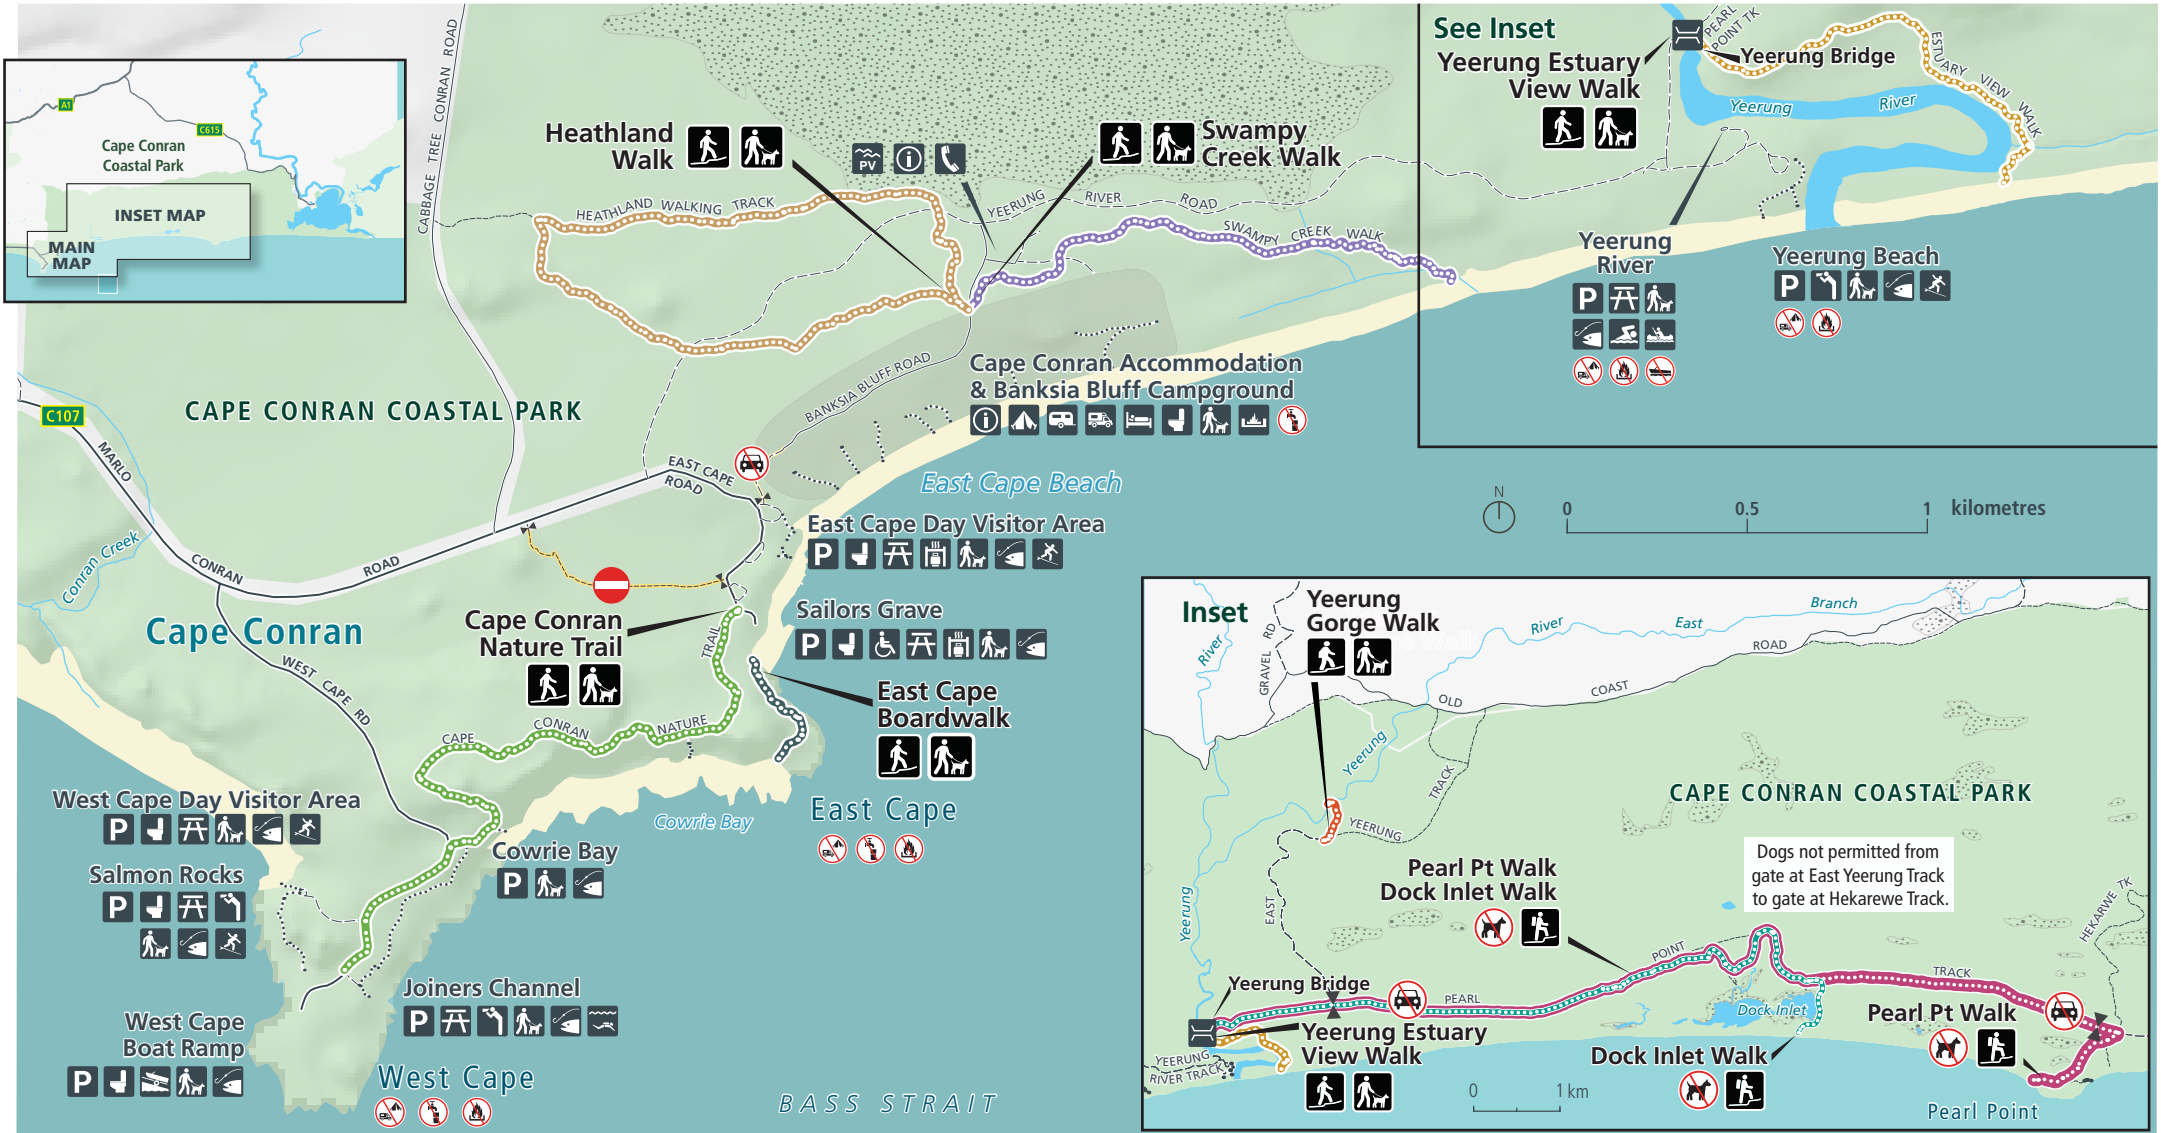 A1
C615
Cape Conran
Coastal Park
INSET MAP
MAIN
MAP
CABBAGE TREE CONRAN ROAD
Heathland
Walk
PV
Swampy
Creek Walk
HEATHLAND WALKING TRACK
YEERUNG RIVER ROAD
SWAMPY CREEK WALK
See Inset
Yeerung Estuary
View Walk
PEARL
POINT TK
Yeerung Bridge
ESTUARY VIEW WALK
Yeerung River
Yeerung
River
P
Yeerung Beach
P
C107
CAPE CONRAN COASTAL PARK
BANKSIA BLUFF ROAD
Cape Conran Accommodation
& Banksia Bluff Campground
MARLO CONRAN ROAD
EAST CAPE
ROAD
East Cape Beach
East Cape Day Visitor Area
P
N
0 0.5 1 kilometres
Conran Creek
Cape Conran
WEST CAPE RD
Cape Conran
Nature Trail
Sailors Grave
P
East Cape
Boardwalk
CAPE CONRAN NATURE TRAIL
East Cape
Cowrie Bay
West Cape Day Visitor Area
P
Salmon Rocks
P
Cowrie Bay
P
Joiners Channel
P
West Cape
Boat Ramp
P
West Cape
BASS STRAIT
Inset
Yeerung
Gorge Walk
River
GRAVEL RD
River East Branch
OLD COAST ROAD
Yeerung
TRACK
YEERUNG
EAST
CAPE CONRAN COASTAL PARK
Dogs not permitted from
gate at East Yeerung Track
to gate at Hekarewe Track.
Pearl Pt Walk
Dock Inlet Walk
HEKARWE TK
Yeerung
Yeerung Bridge
PEARL POINT TRACK
Dock Inlet
Pearl Pt Walk
Yeerung Estuary
View Walk
YEERUNG
RIVER TRACK
Dock Inlet Walk
0 1 km
Pearl Point